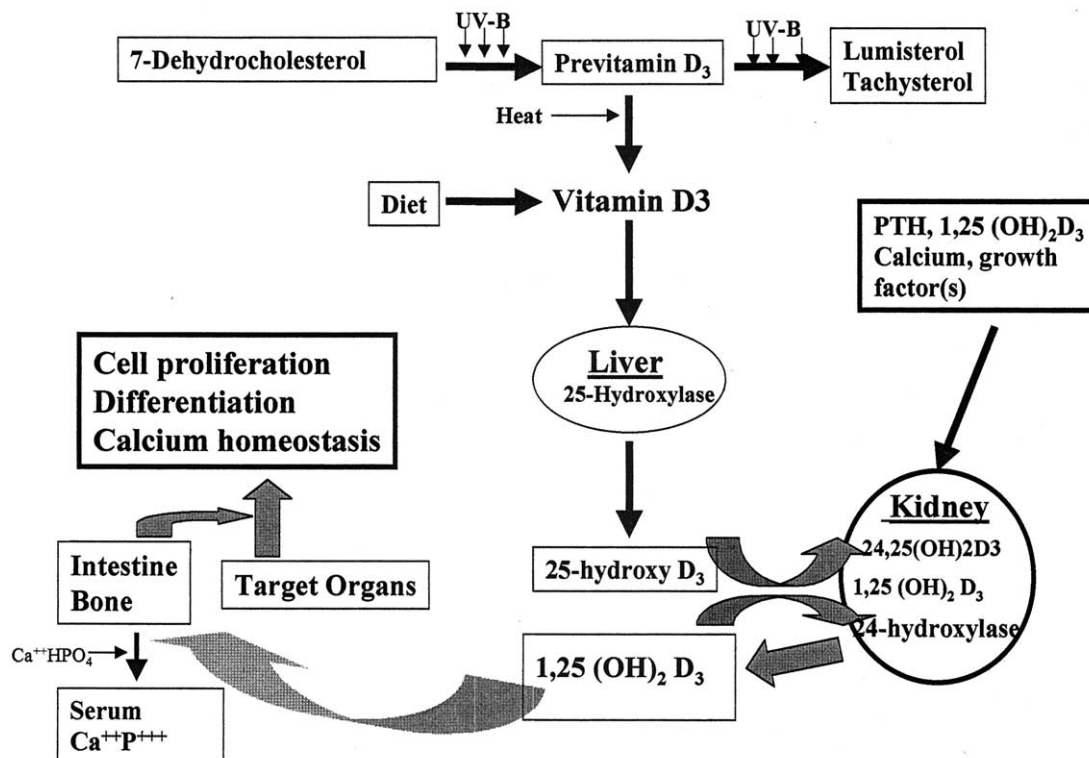 UV-B
UV-B
7-Dehydrocholesterol
Previtamin D₃
Lumisterol
Tachysterol
Heat
Diet
Vitamin D3
PTH, 1,25 (OH)₂D₃
Calcium, growth
factor(s)
Liver
25-Hydroxylase
Cell proliferation
Differentiation
Calcium homeostasis
Kidney
24,25(OH)2D3
1,25 (OH)₂ D₃
24-hydroxylase
25-hydroxy D₃
Intestine
Bone
Target Organs
Ca⁺⁺HPO₄
1,25 (OH)₂ D₃
Serum
Ca⁺⁺P⁺⁺⁺